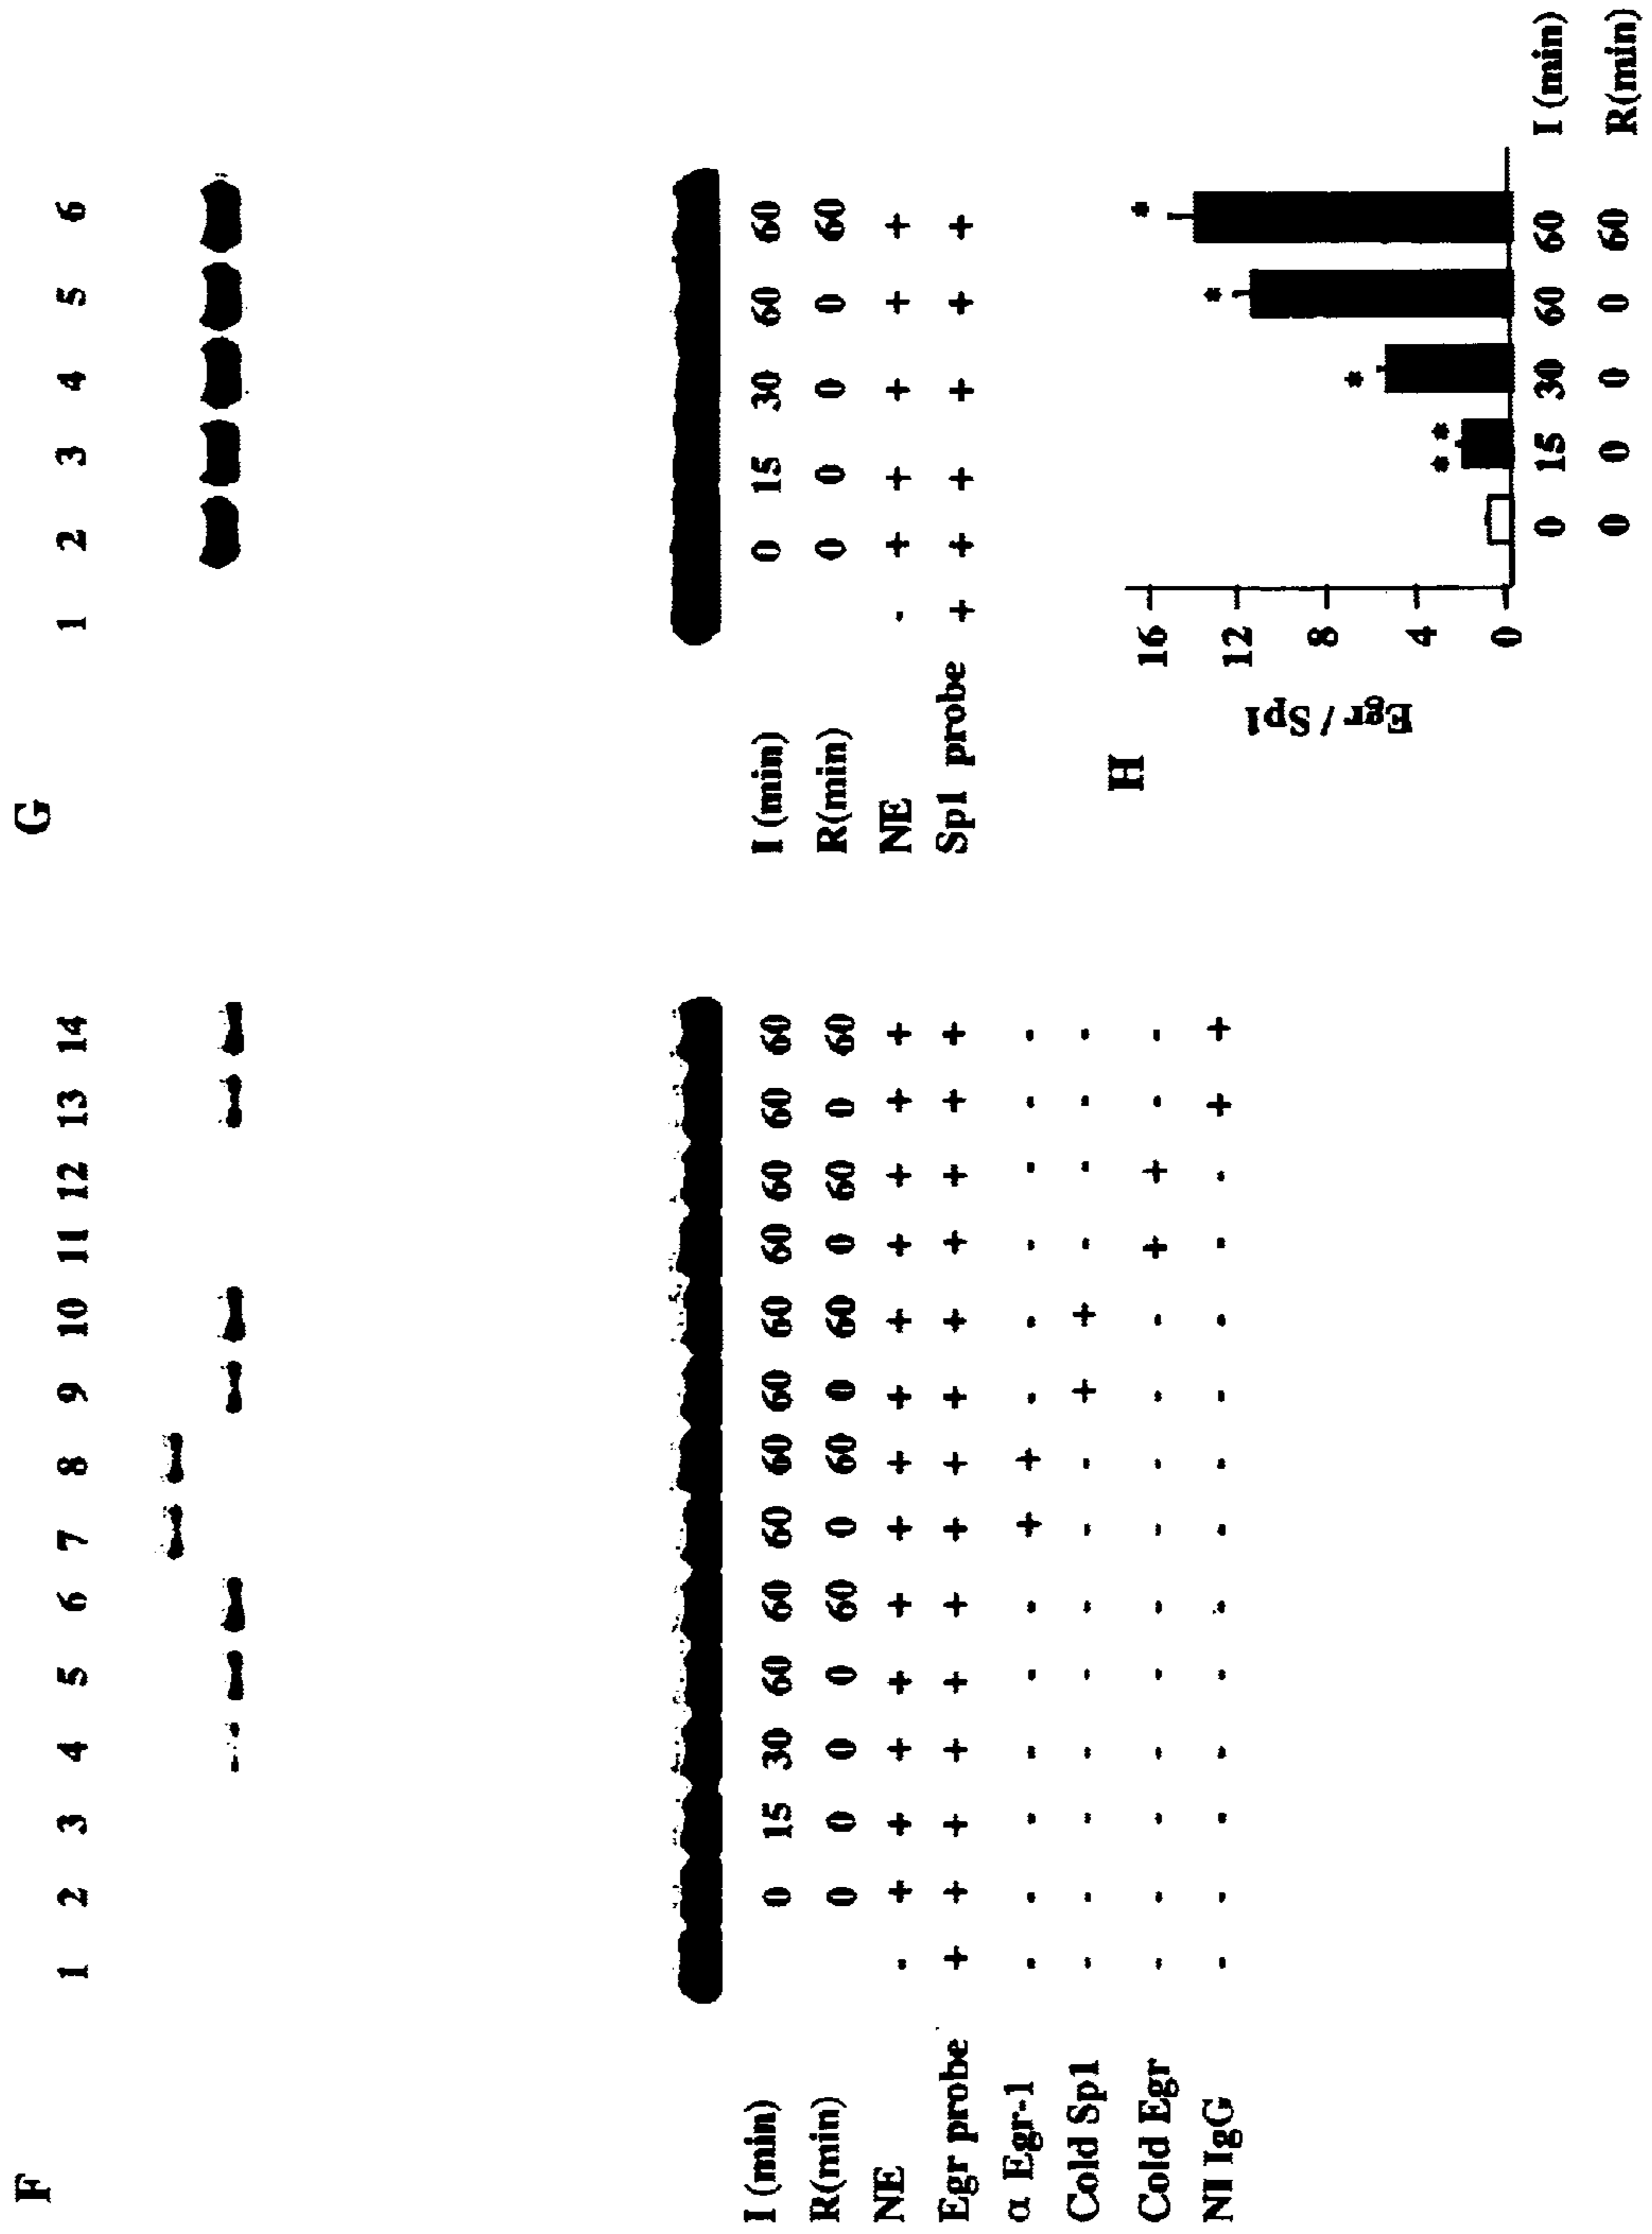 F
1 2 3 4 5 6 7 8 9 10 11 12 13 14
I (min) 0 15 30 60 60 60 60 60 60 60 60 60 60
R(min) 0 0 0 0 60 0 60 0 60 0 60 0 60
NE - + + + + + + + + + + + + +
Egr probe + + + + + + + + + + + + + +
α Egr-1 - - - - - - + + - - - - - -
Cold Sp1 - - - - - - - - + + - - - -
Cold Egr - - - - - - - - - - + + - -
NI IgG - - - - - - - - - - - - + +
G
1 2 3 4 5 6
I (min) 0 15 30 60 60
R(min) 0 0 0 0 60
NE - + + + + +
Sp1 probe + + + + + +
H
Egr / Sp1
16
12
8
4
0
* * * * *
0 15 30 60 60 I (min)
0 0 0 0 60 R(min)